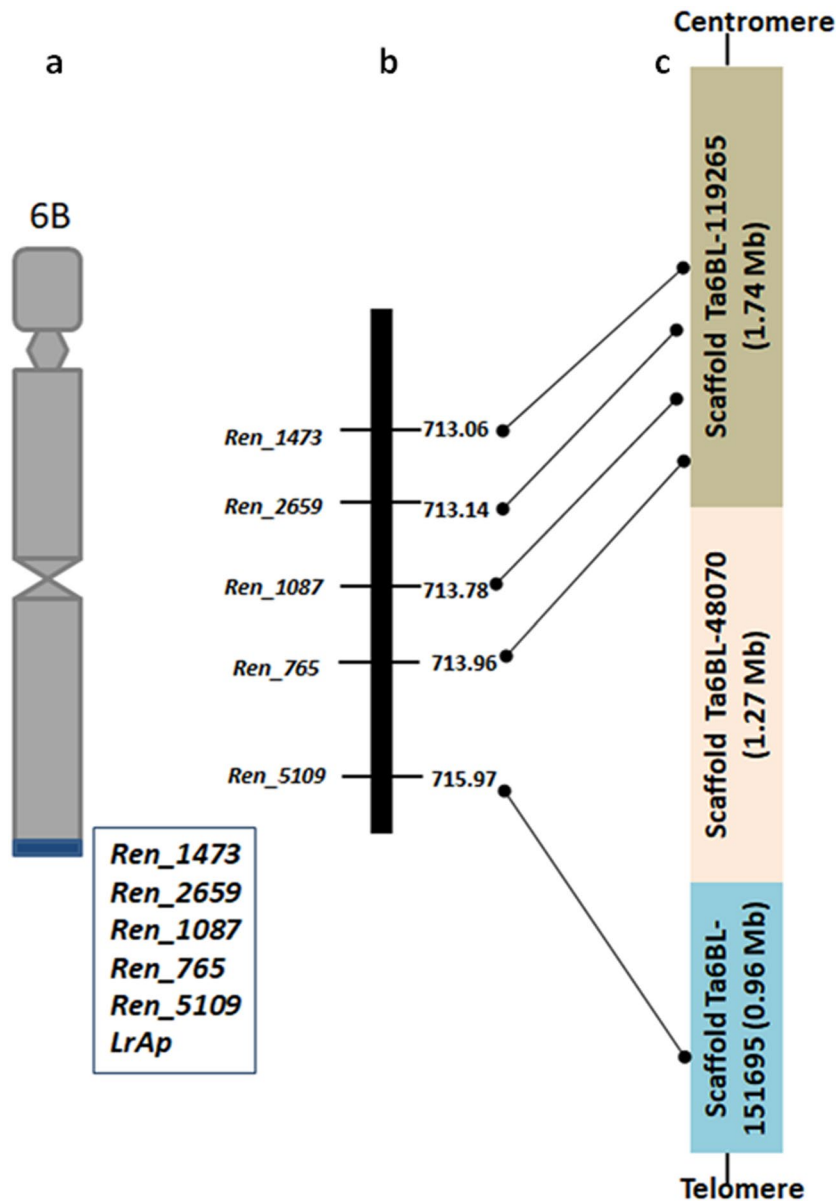 a
b
c
Centromere
6B
Ren_1473
713.06
Ren_2659
713.14
Ren_1087
713.78
Ren_765
713.96
Ren_5109
715.97
Ren_1473
Ren_2659
Ren_1087
Ren_765
Ren_5109
LrAp
Scaffold Ta6BL-119265
(1.74 Mb)
Scaffold Ta6BL-48070
(1.27 Mb)
Scaffold Ta6BL-
151695 (0.96 Mb)
Telomere